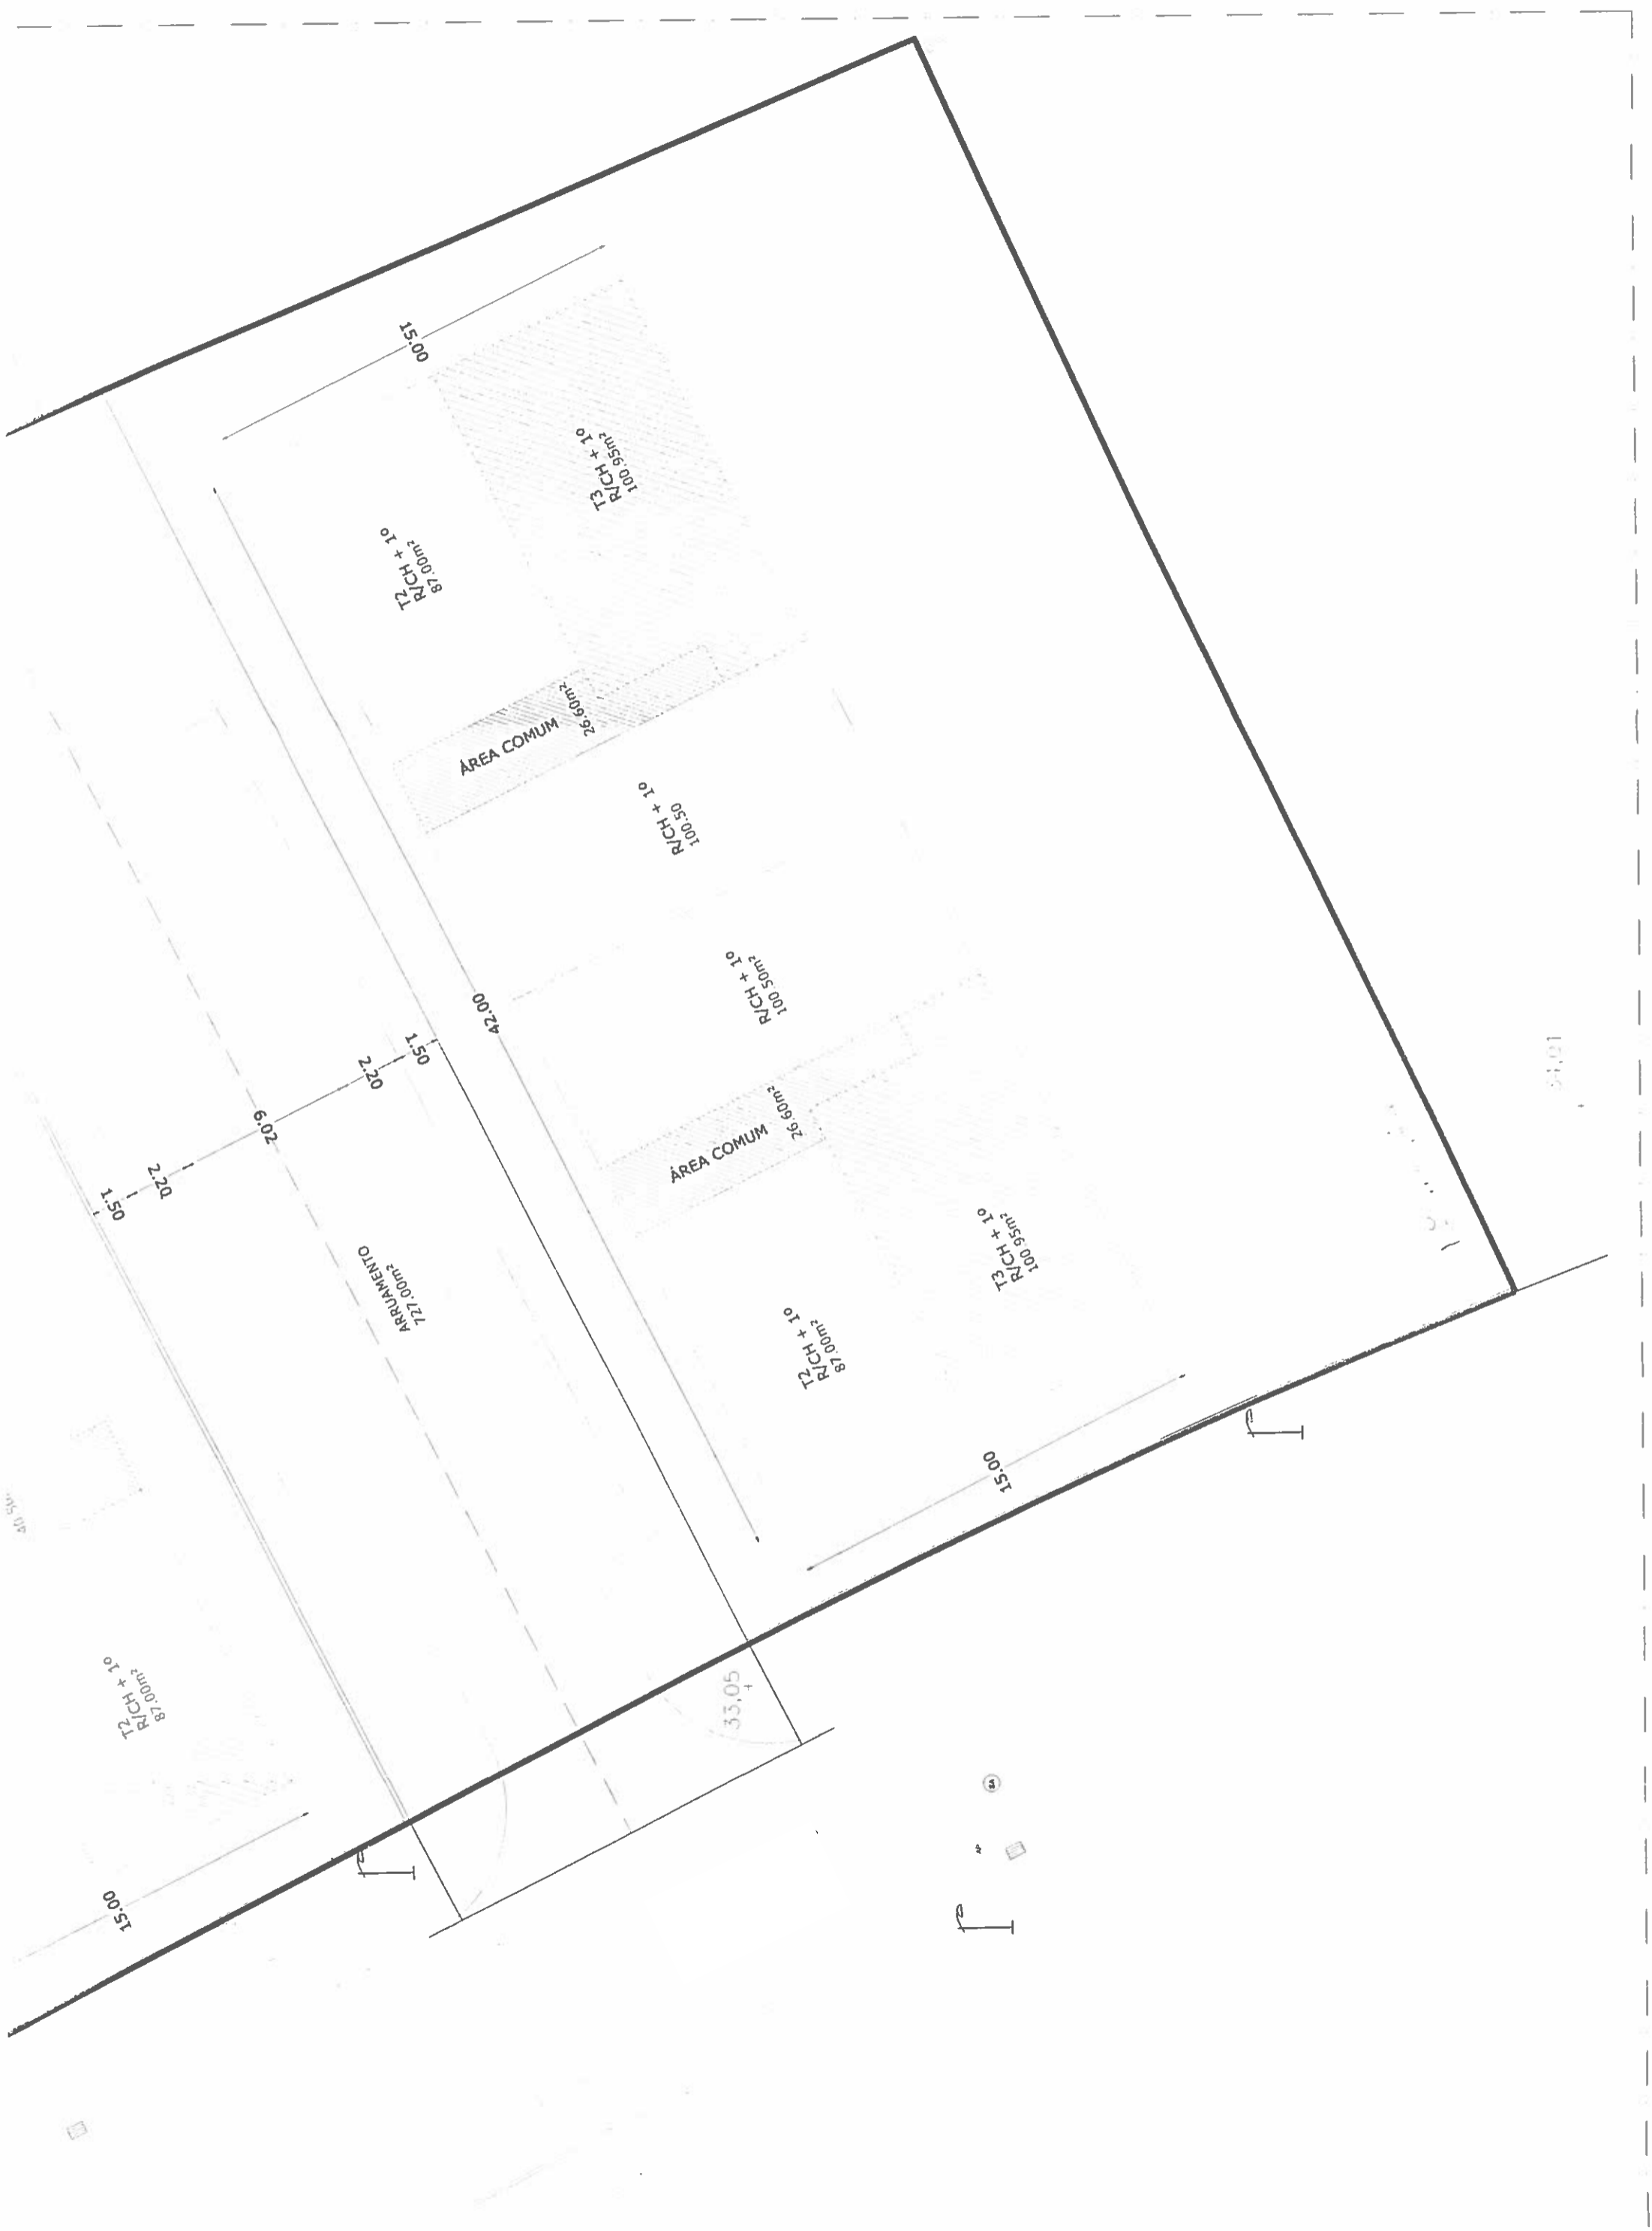 15.00
T3
R/CH + 1º
100.95m²
T2
R/CH + 1º
87.00m²
ÁREA COMUM
26.60m²
R/CH + 1º
100.50
R/CH + 1º
100.50m²
42.00
1.50
2.20
6.02
2.20
1.50
ÁREA COMUM
26.60m²
ARRUAMENTO
727.00m²
T3
R/CH + 1º
100.95m²
T2
R/CH + 1º
87.00m²
15.00
T2
R/CH + 1º
87.00m²
33,05
15.00